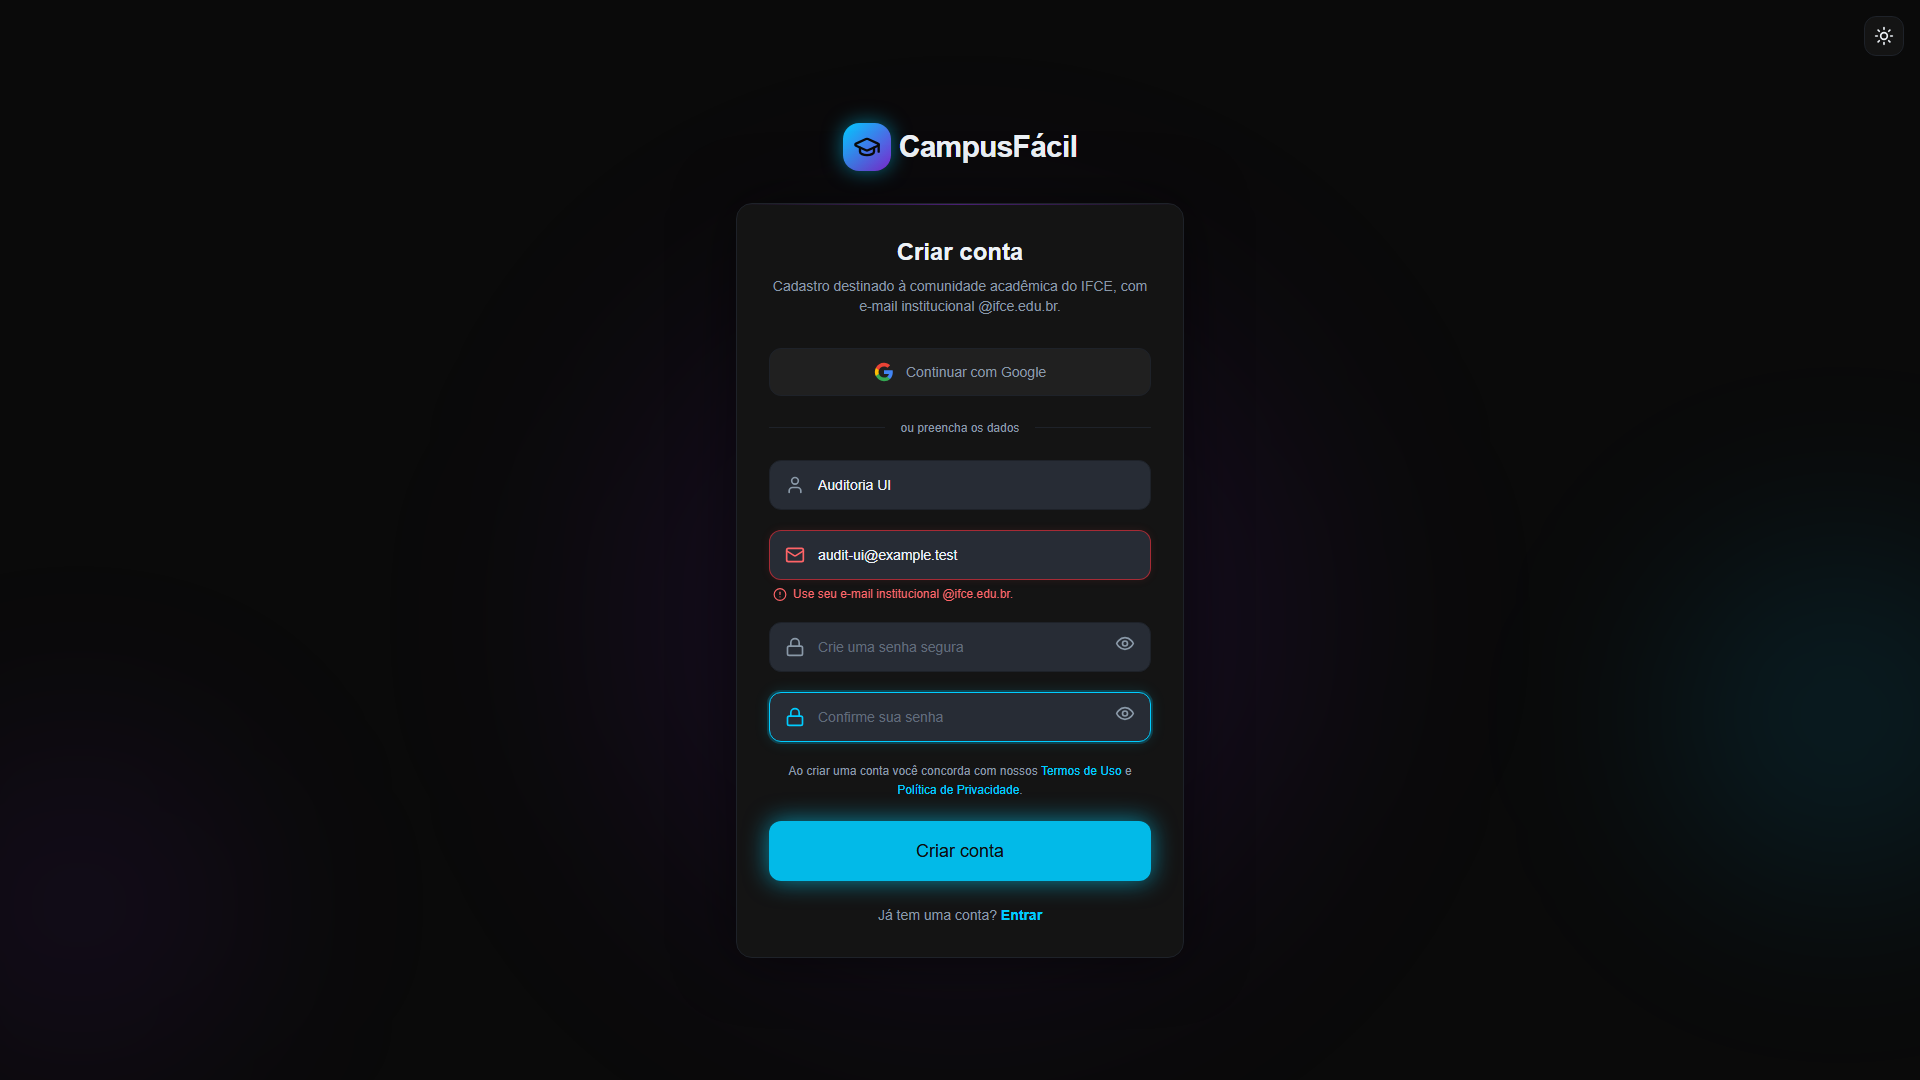 CampusFácil
Criar conta
Cadastro destinado à comunidade acadêmica do IFCE, com
e-mail institucional @ifce.edu.br.
Continuar com Google
ou preencha os dados
Auditoria UI
audit-ui@example.test
Use seu e-mail institucional @ifce.edu.br.
Crie uma senha segura
Confirme sua senha
Ao criar uma conta você concorda com nossos Termos de Uso e
Política de Privacidade.
Criar conta
Já tem uma conta? Entrar